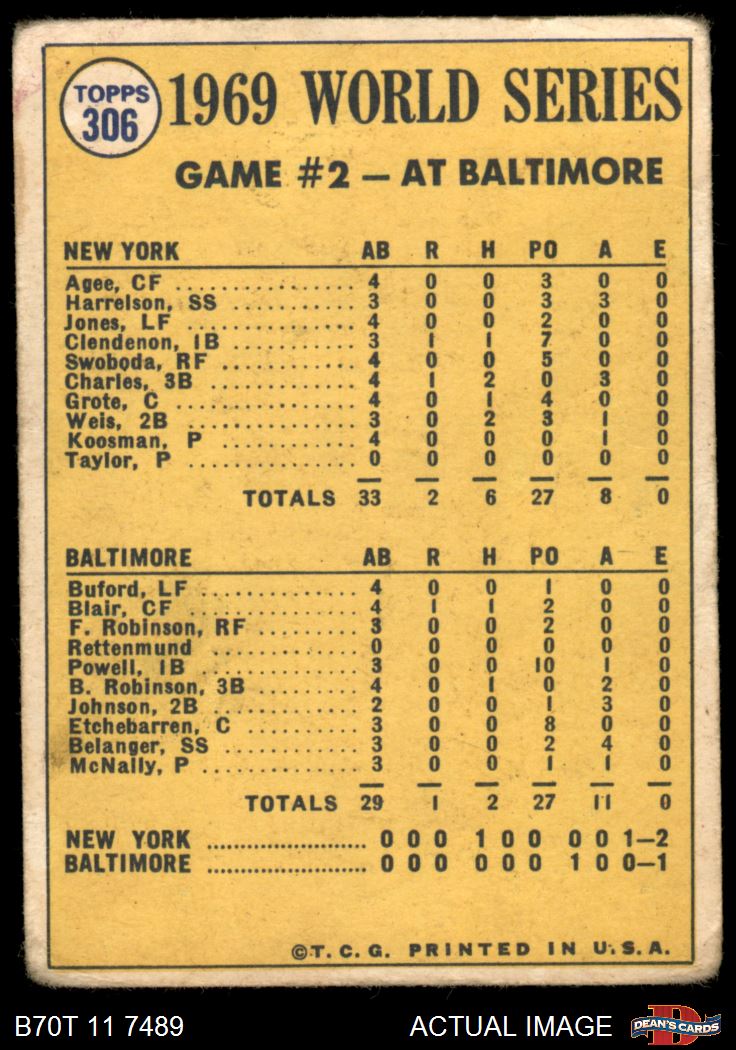 TOPPS
306
1969 WORLD SERIES
GAME #2 — AT BALTIMORE
NEW YORK AB R H PO A E
Agee, CF .................... 4 0 0 3 0 0
Harrelson, SS .............. 3 0 0 3 3 0
Jones, LF ................... 4 0 0 2 0 0
Clendenon, 1B .............. 3 1 1 7 0 0
Swoboda, RF ............... 4 0 0 5 0 0
Charles, 3B ................ 4 1 2 0 3 0
Grote, C .................... 4 0 1 4 0 0
Weis, 2B .................... 3 0 2 3 1 0
Koosman, P ................. 4 0 0 0 1 0
Taylor, P ................... 0 0 0 0 0 0
TOTALS 33 2 6 27 8 0
BALTIMORE AB R H PO A E
Buford, LF .................. 4 0 0 1 0 0
Blair, CF .................... 4 1 1 2 0 0
F. Robinson, RF ........... 3 0 0 2 0 0
Rettenmund ................ 0 0 0 0 0 0
Powell, 1B .................. 3 0 0 10 1 0
B. Robinson, 3B ............ 4 0 1 0 2 0
Johnson, 2B ................ 2 0 0 1 3 0
Etchebarren, C ............. 3 0 0 8 0 0
Belanger, SS ............... 3 0 0 2 4 0
McNally, P .................. 3 0 0 1 1 0
TOTALS 29 1 2 27 11 0
NEW YORK ........................ 0 0 0 1 0 0 0 0 1—2
BALTIMORE ........................ 0 0 0 0 0 0 1 0 0—1
©T. C. G. PRINTED IN U.S.A.
B70T 11 7489 ACTUAL IMAGE DEAN'S CARDS